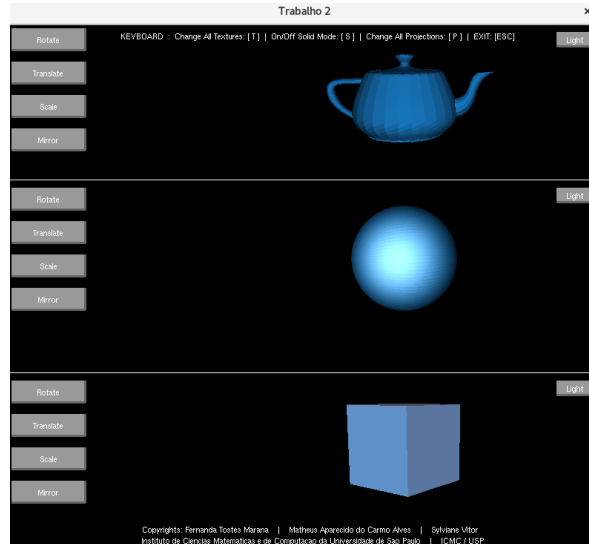 Trabalho 2 ×
Rotate
KEYBOARD : Change All Textures: [ T ] | On/Off Solid Mode: [ S ] | Change All Projections: [ P ] | EXIT: [ESC]
Light
Translate
Scale
Mirror
Rotate
Light
Translate
Scale
Mirror
Rotate
Light
Translate
Scale
Mirror
Copyrights: Fernanda Tostes Marana | Matheus Aparecido do Carmo Alves | Sylviane Vitor
Instituto de Ciencias Matematicas e de Computacao da Universidade de Sao Paulo | ICMC / USP